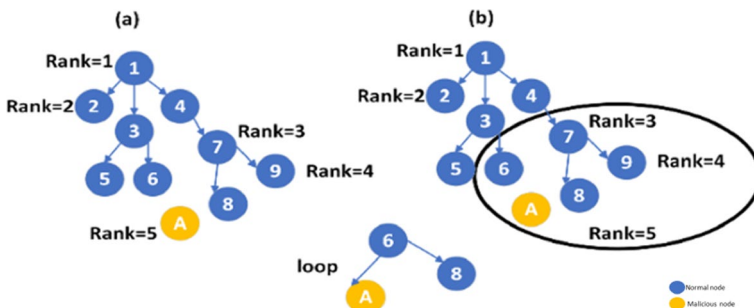 (a)
Rank=1
1
Rank=2
2
4
3
Rank=3
7
5
6
9
Rank=4
8
Rank=5
A
(b)
Rank=1
1
Rank=2
2
4
3
Rank=3
7
5
6
9
Rank=4
A
8
Rank=5
6
loop
8
A
Normal node
Malicious node